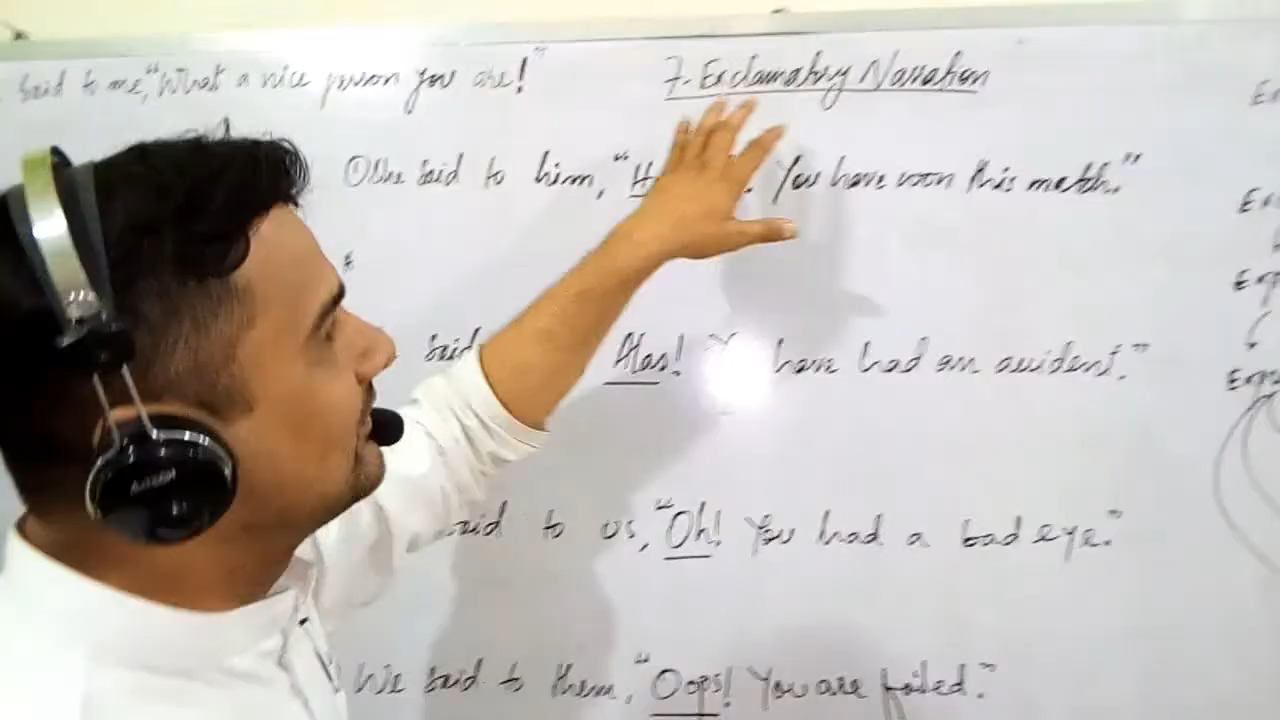 said to me, "What a nice person you are!"
7. Exclamatory Narration
① She said to him, " You have won this match."
said Alas! have had an accident."
said to us, "Oh! You had a bad eye."
We said to them, "Oops! You are failed."